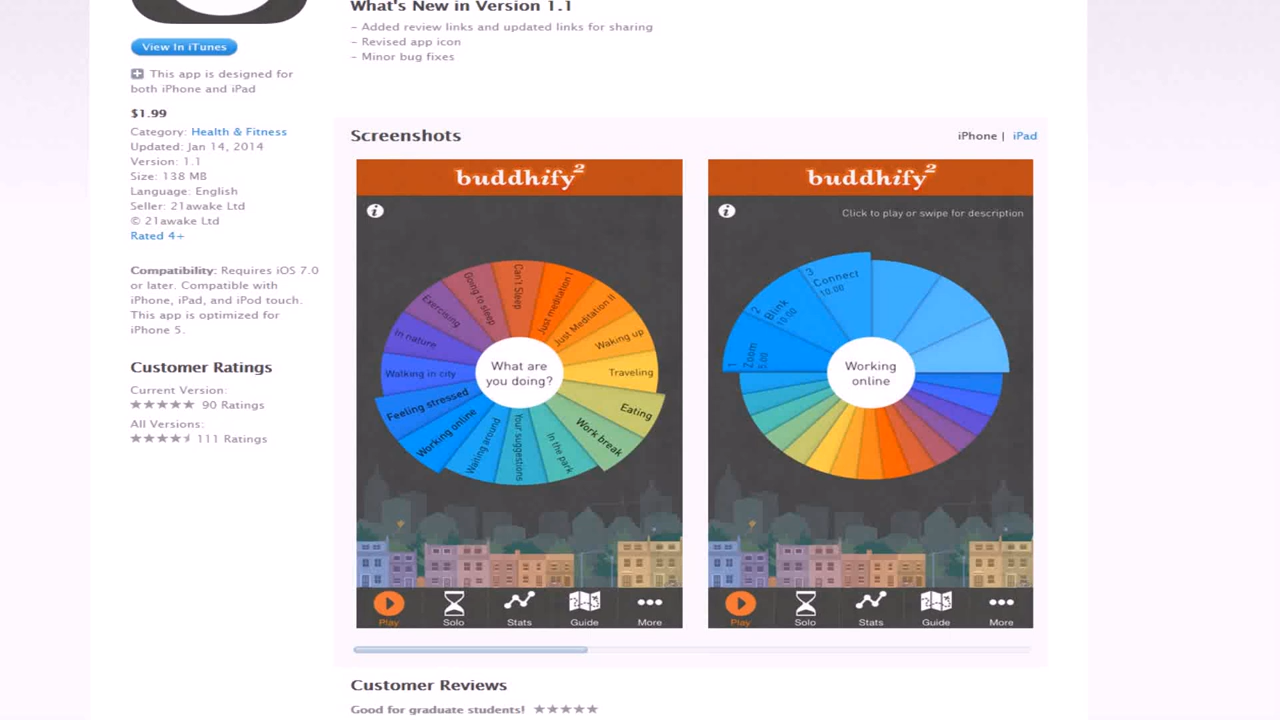 What's New in Version 1.1
- Added review links and updated links for sharing
- Revised app icon
- Minor bug fixes
View In iTunes
This app is designed for
both iPhone and iPad
$1.99
Category: Health & Fitness
Updated: Jan 14, 2014
Version: 1.1
Size: 138 MB
Language: English
Seller: 21awake Ltd
© 21awake Ltd
Rated 4+
Compatibility: Requires iOS 7.0
or later. Compatible with
iPhone, iPad, and iPod touch.
This app is optimized for
iPhone 5.
Customer Ratings
Current Version:
★★★★★ 90 Ratings
All Versions:
111 Ratings
Screenshots
iPhone | iPad
buddhify²
Can't Sleep
Just meditation I
Just Meditation II
Waking up
Traveling
Eating
Work break
In the park
Your suggestions
Waiting around
Working online
Feeling stressed
Walking in city
In nature
Exercising
Going to sleep
What are
you doing?
Play
Solo
Stats
Guide
More
buddhify²
Click to play or swipe for description
1 Zoom
5.00
2 Blink
10.00
3 Connect
10.00
Working
online
Play
Solo
Stats
Guide
More
Customer Reviews
Good for graduate students! ★★★★★